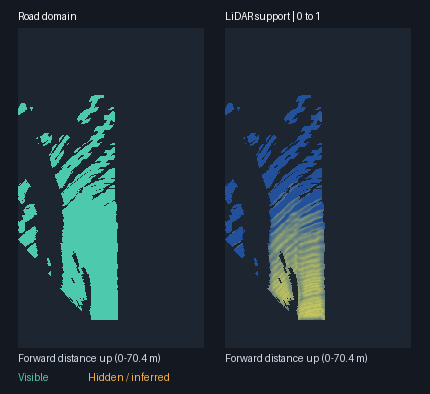 Road domain
LiDAR support | 0 to 1
Forward distance up (0-70.4 m)
Forward distance up (0-70.4 m)
Visible
Hidden / inferred